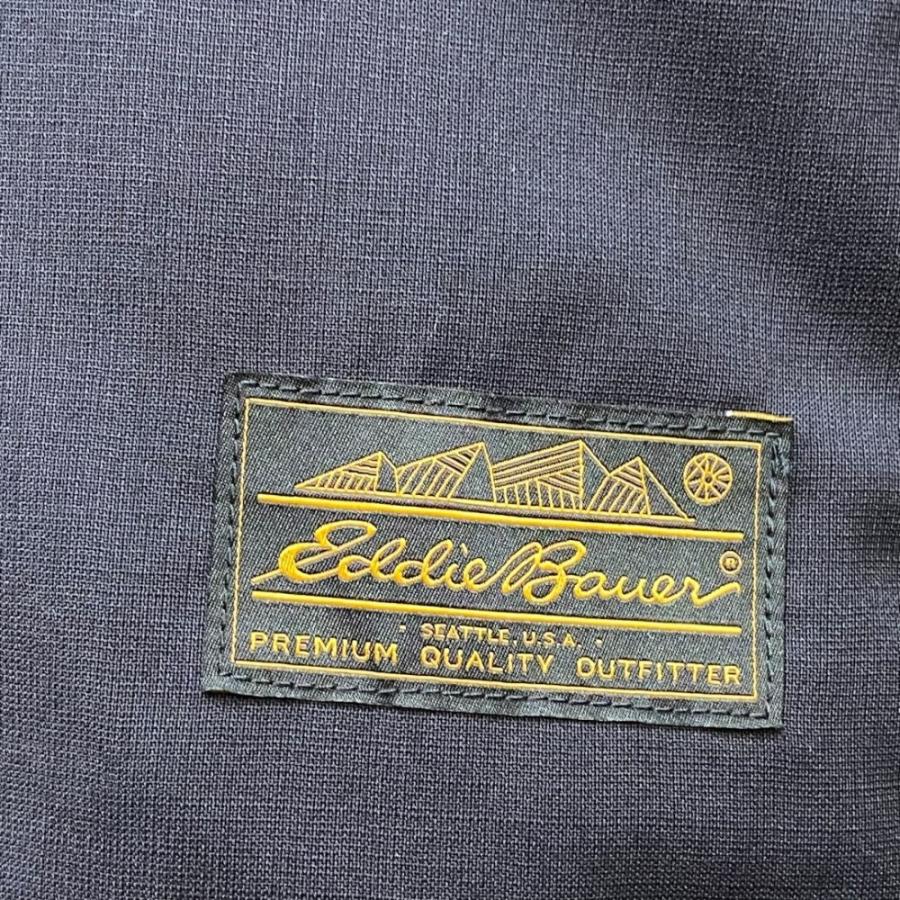 Eddie Bauer ®
- SEATTLE, U.S.A. -
PREMIUM QUALITY OUTFITTER